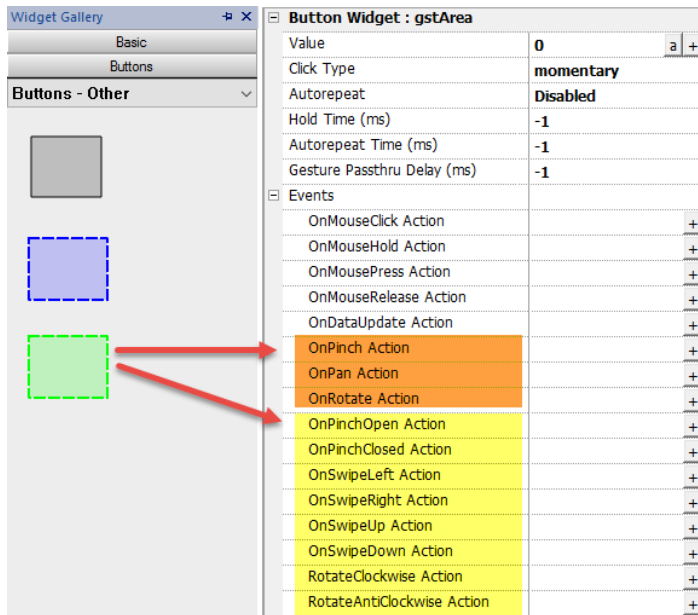 Widget Gallery
Basic
Buttons
Buttons - Other
Button Widget : gstArea
Value 0 a +
Click Type momentary
Autorepeat Disabled
Hold Time (ms) -1
Autorepeat Time (ms) -1
Gesture Passthru Delay (ms) -1
Events
OnMouseClick Action +
OnMouseHold Action +
OnMousePress Action +
OnMouseRelease Action +
OnDataUpdate Action +
OnPinch Action +
OnPan Action +
OnRotate Action +
OnPinchOpen Action +
OnPinchClosed Action +
OnSwipeLeft Action +
OnSwipeRight Action +
OnSwipeUp Action +
OnSwipeDown Action +
RotateClockwise Action +
RotateAntiClockwise Action +